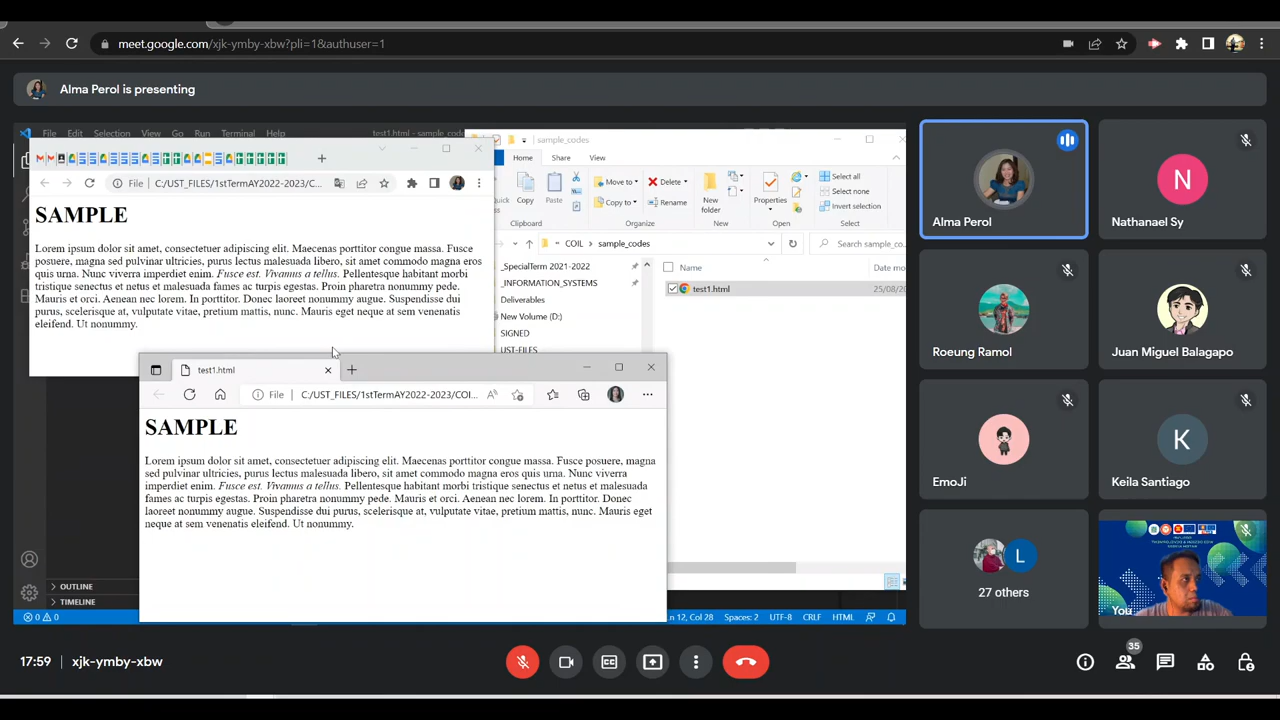 meet.google.com/xjk-ymby-xbw?pli=1&authuser=1
Alma Perol is presenting
File Edit Selection View Go Run Terminal Help test1.html - sample_cod
File C:/UST_FILES/1stTermAY2022-2023/C...
SAMPLE
Lorem ipsum dolor sit amet, consectetuer adipiscing elit. Maecenas porttitor congue massa. Fusce
posuere, magna sed pulvinar ultricies, purus lectus malesuada libero, sit amet commodo magna eros
quis urna. Nunc viverra imperdiet enim. Fusce est. Vivamus a tellus. Pellentesque habitant morbi
tristique senectus et netus et malesuada fames ac turpis egestas. Proin pharetra nonummy pede.
Mauris et orci. Aenean nec lorem. In porttitor. Donec laoreet nonummy augue. Suspendisse dui
purus, scelerisque at, vulputate vitae, pretium mattis, nunc. Mauris eget neque at sem venenatis
eleifend. Ut nonummy.
sample_codes
Home Share View
Copy Paste Move to Copy to Delete Rename New folder Properties Select all Select none Invert selection
Organize New Open Select
COIL sample_codes Search sample_co
_SpecialTerm 2021-2022
_INFORMATION_SYSTEMS
Deliverables
New Volume (D:)
SIGNED
UST-FILES
Name Date mo
test1.html 25/08/
test1.html
File C:/UST_FILES/1stTermAY2022-2023/COI...
SAMPLE
Lorem ipsum dolor sit amet, consectetuer adipiscing elit. Maecenas porttitor congue massa. Fusce posuere, magna
sed pulvinar ultricies, purus lectus malesuada libero, sit amet commodo magna eros quis urna. Nunc viverra
imperdiet enim. Fusce est. Vivamus a tellus. Pellentesque habitant morbi tristique senectus et netus et malesuada
fames ac turpis egestas. Proin pharetra nonummy pede. Mauris et orci. Aenean nec lorem. In porttitor. Donec
laoreet nonummy augue. Suspendisse dui purus, scelerisque at, vulputate vitae, pretium mattis, nunc. Mauris eget
neque at sem venenatis eleifend. Ut nonummy.
OUTLINE
TIMELINE
0 0
Ln 12, Col 28 Spaces: 2 UTF-8 CRLF HTML
Alma Perol
N
Nathanael Sy
Roeung Ramol
Juan Miguel Balagapo
EmoJi
K
Keila Santiago
L
27 others
You
17:59 xjk-ymby-xbw
35